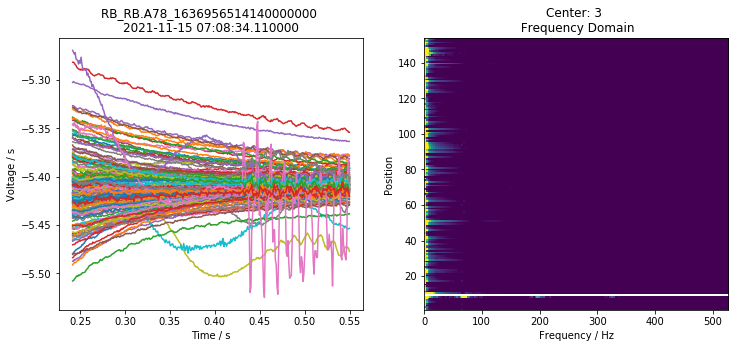 RB_RB.A78_1636956514140000000
2021-11-15 07:08:34.110000
Voltage / s
−5.30
−5.35
−5.40
−5.45
−5.50
0.25 0.30 0.35 0.40 0.45 0.50 0.55
Time / s
Center: 3
Frequency Domain
Position
140
120
100
80
60
40
20
0 100 200 300 400 500
Frequency / Hz